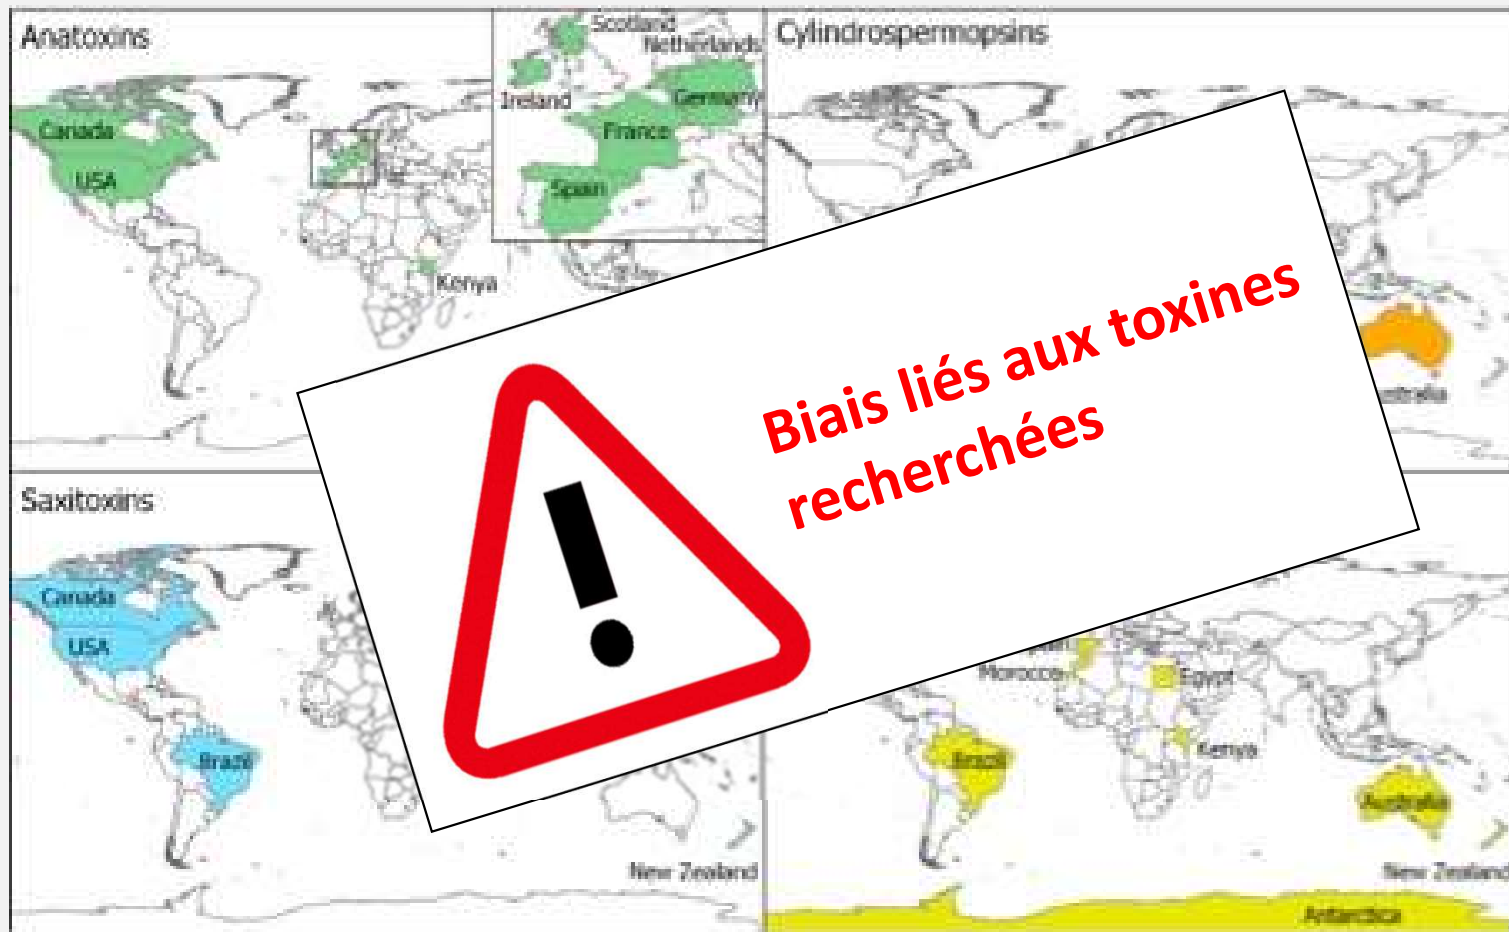 Anatoxins
Canada
USA
Kenya
Scotland
Netherlands
Ireland
Germany
France
Spain
Cylindrospermopsins
Biais liés aux toxines
recherchées
Saxitoxins
Canada
USA
Brazil
New Zealand
Morocco
Egypt
Kenya
Brazil
Australia
New Zealand
Antarctica